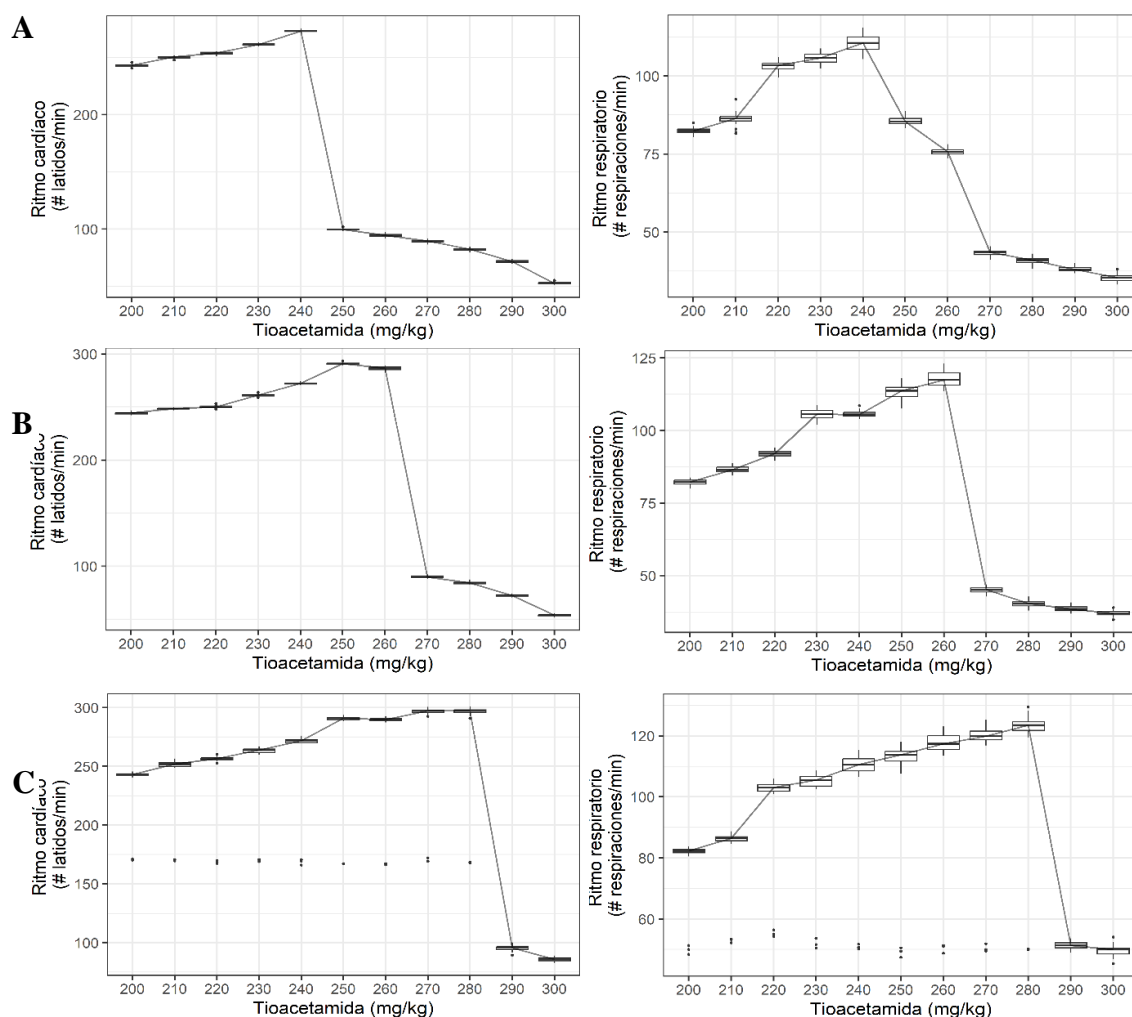 A
Ritmo cardíaco
(# latidos/min)
200
100
200 210 220 230 240 250 260 270 280 290 300
Tioacetamida (mg/kg)
Ritmo respiratorio
(# respiraciones/min)
100
75
50
200 210 220 230 240 250 260 270 280 290 300
Tioacetamida (mg/kg)
B
Ritmo cardíaco
(# latidos/min)
300
200
100
200 210 220 230 240 250 260 270 280 290 300
Tioacetamida (mg/kg)
Ritmo respiratorio
(# respiraciones/min)
125
100
75
50
200 210 220 230 240 250 260 270 280 290 300
Tioacetamida (mg/kg)
C
Ritmo cardíaco
(# latidos/min)
300
250
200
150
100
200 210 220 230 240 250 260 270 280 290 300
Tioacetamida (mg/kg)
Ritmo respiratorio
(# respiraciones/min)
120
100
80
60
200 210 220 230 240 250 260 270 280 290 300
Tioacetamida (mg/kg)